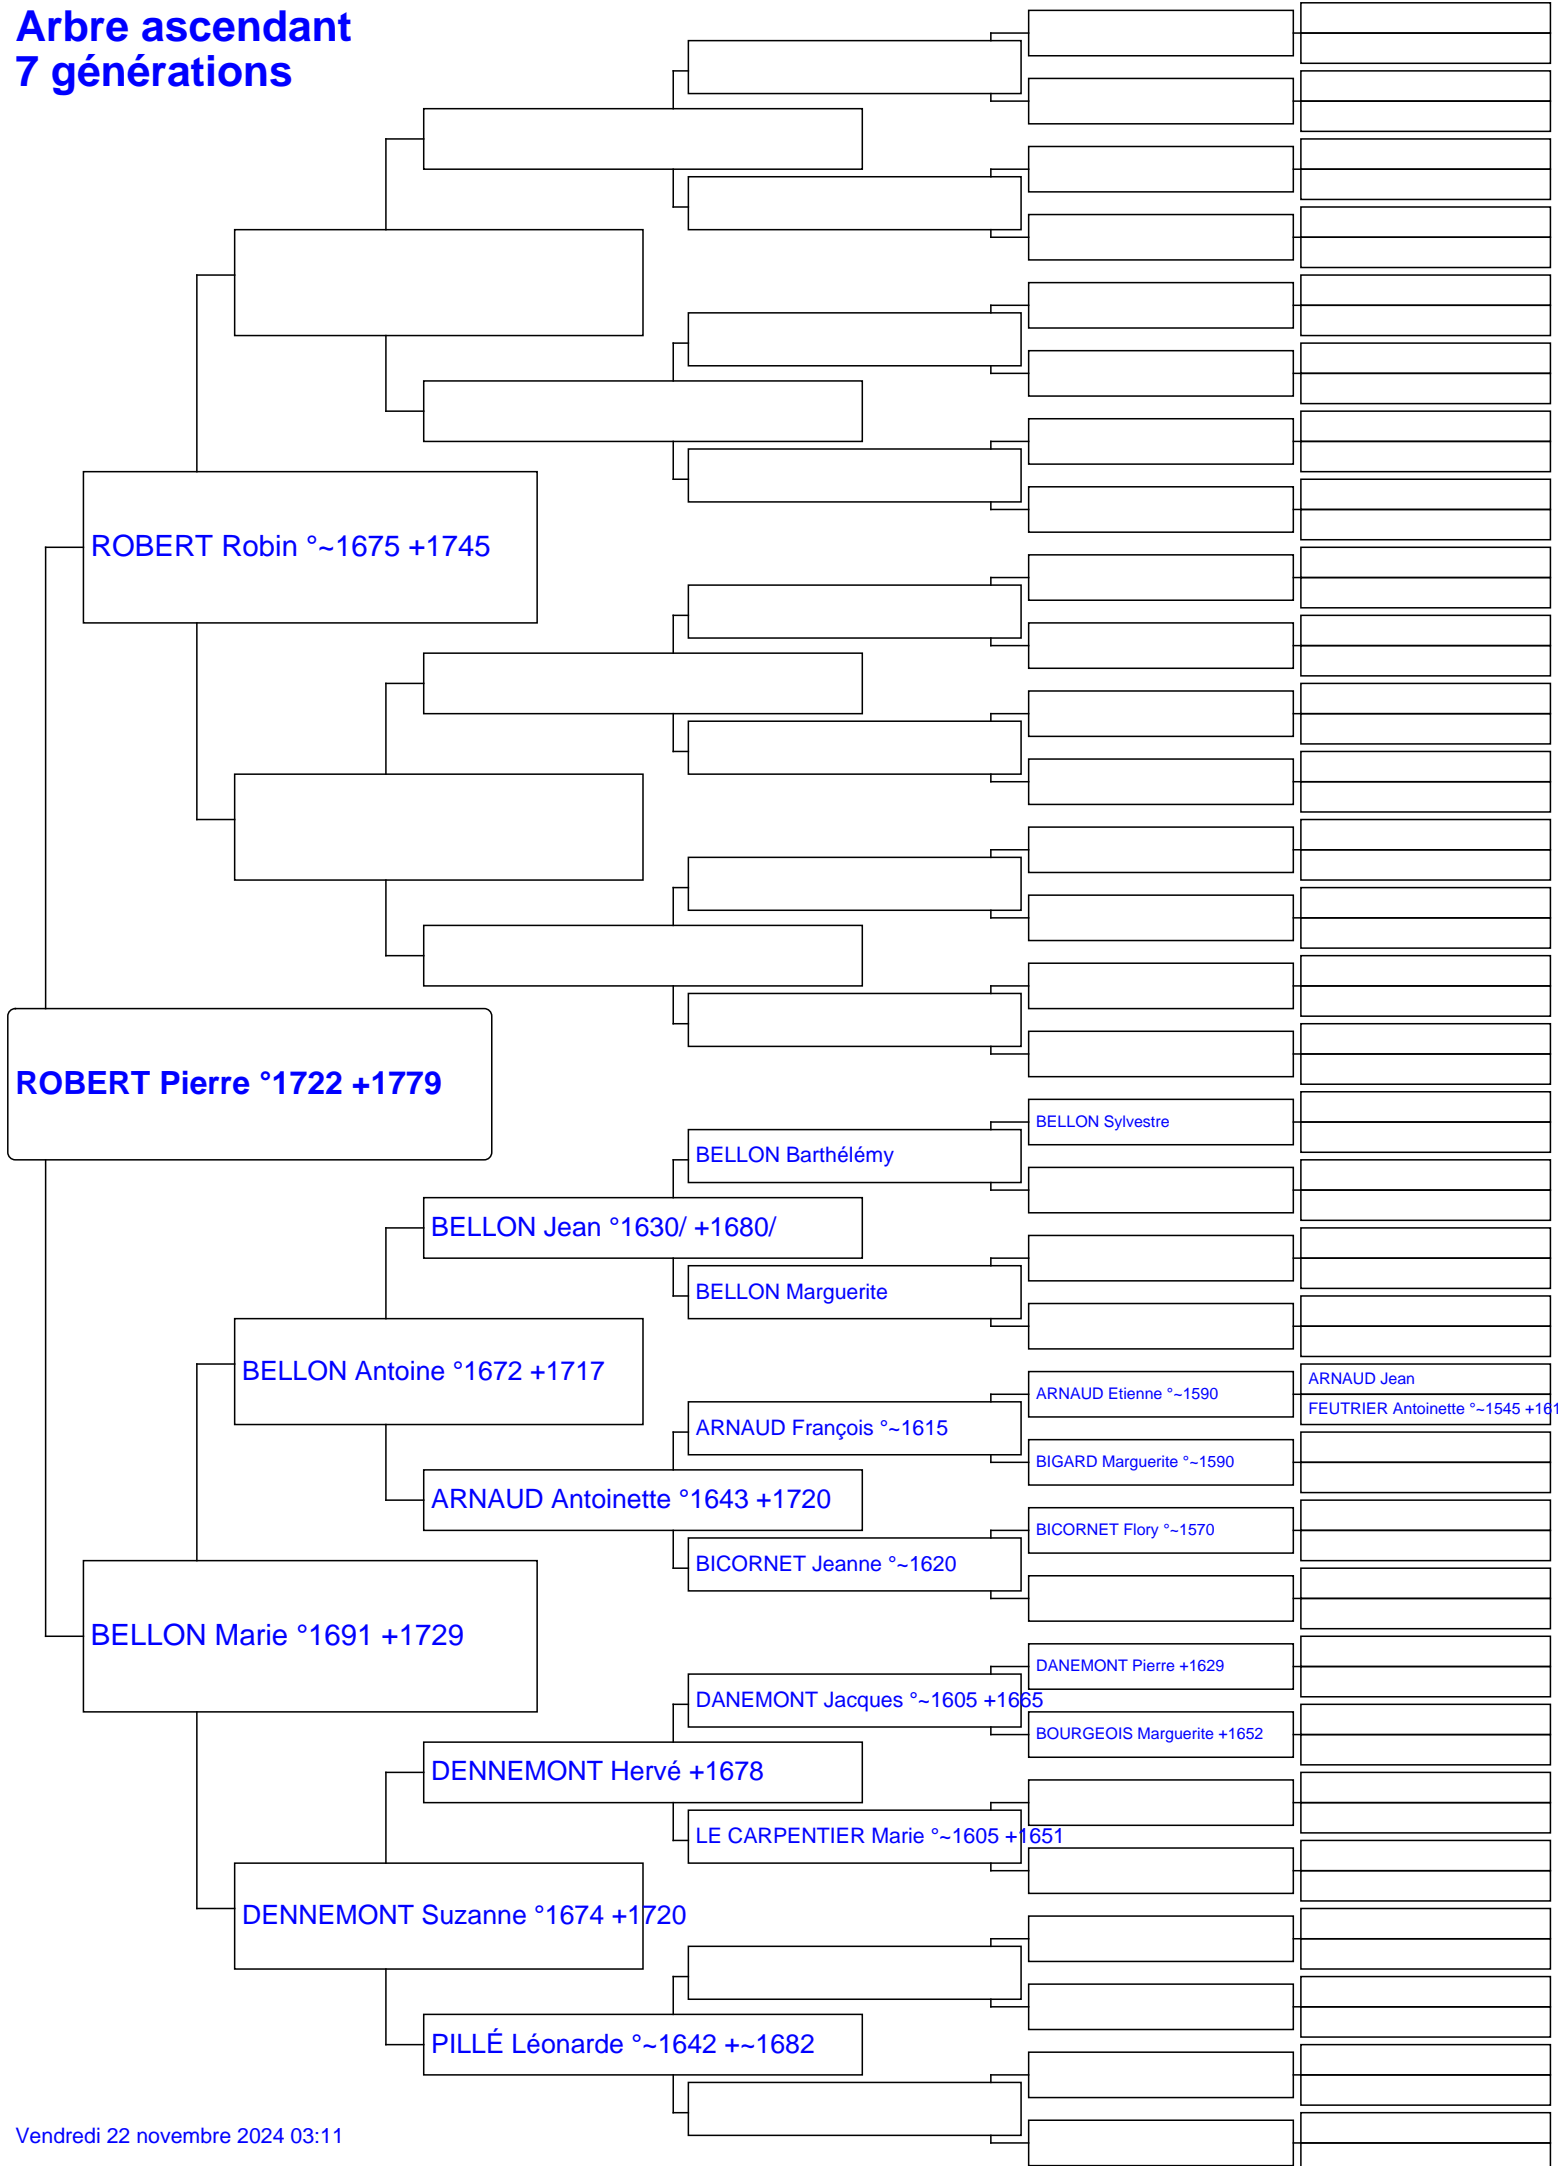 Arbre ascendant
7 générations
ROBERT Robin °~1675 +1745
ROBERT Pierre °1722 +1779
BELLON Sylvestre
BELLON Barthélémy
BELLON Jean °1630/ +1680/
BELLON Marguerite
BELLON Antoine °1672 +1717
ARNAUD Jean
ARNAUD Etienne °~1590
FEUTRIER Antoinette °~1545 +161
ARNAUD François °~1615
BIGARD Marguerite °~1590
ARNAUD Antoinette °1643 +1720
BICORNET Flory °~1570
BICORNET Jeanne °~1620
BELLON Marie °1691 +1729
DANEMONT Pierre +1629
DANEMONT Jacques °~1605 +1665
BOURGEOIS Marguerite +1652
DENNEMONT Hervé +1678
LE CARPENTIER Marie °~1605 +1651
DENNEMONT Suzanne °1674 +1720
PILLÉ Léonarde °~1642 +~1682
Vendredi 22 novembre 2024 03:11